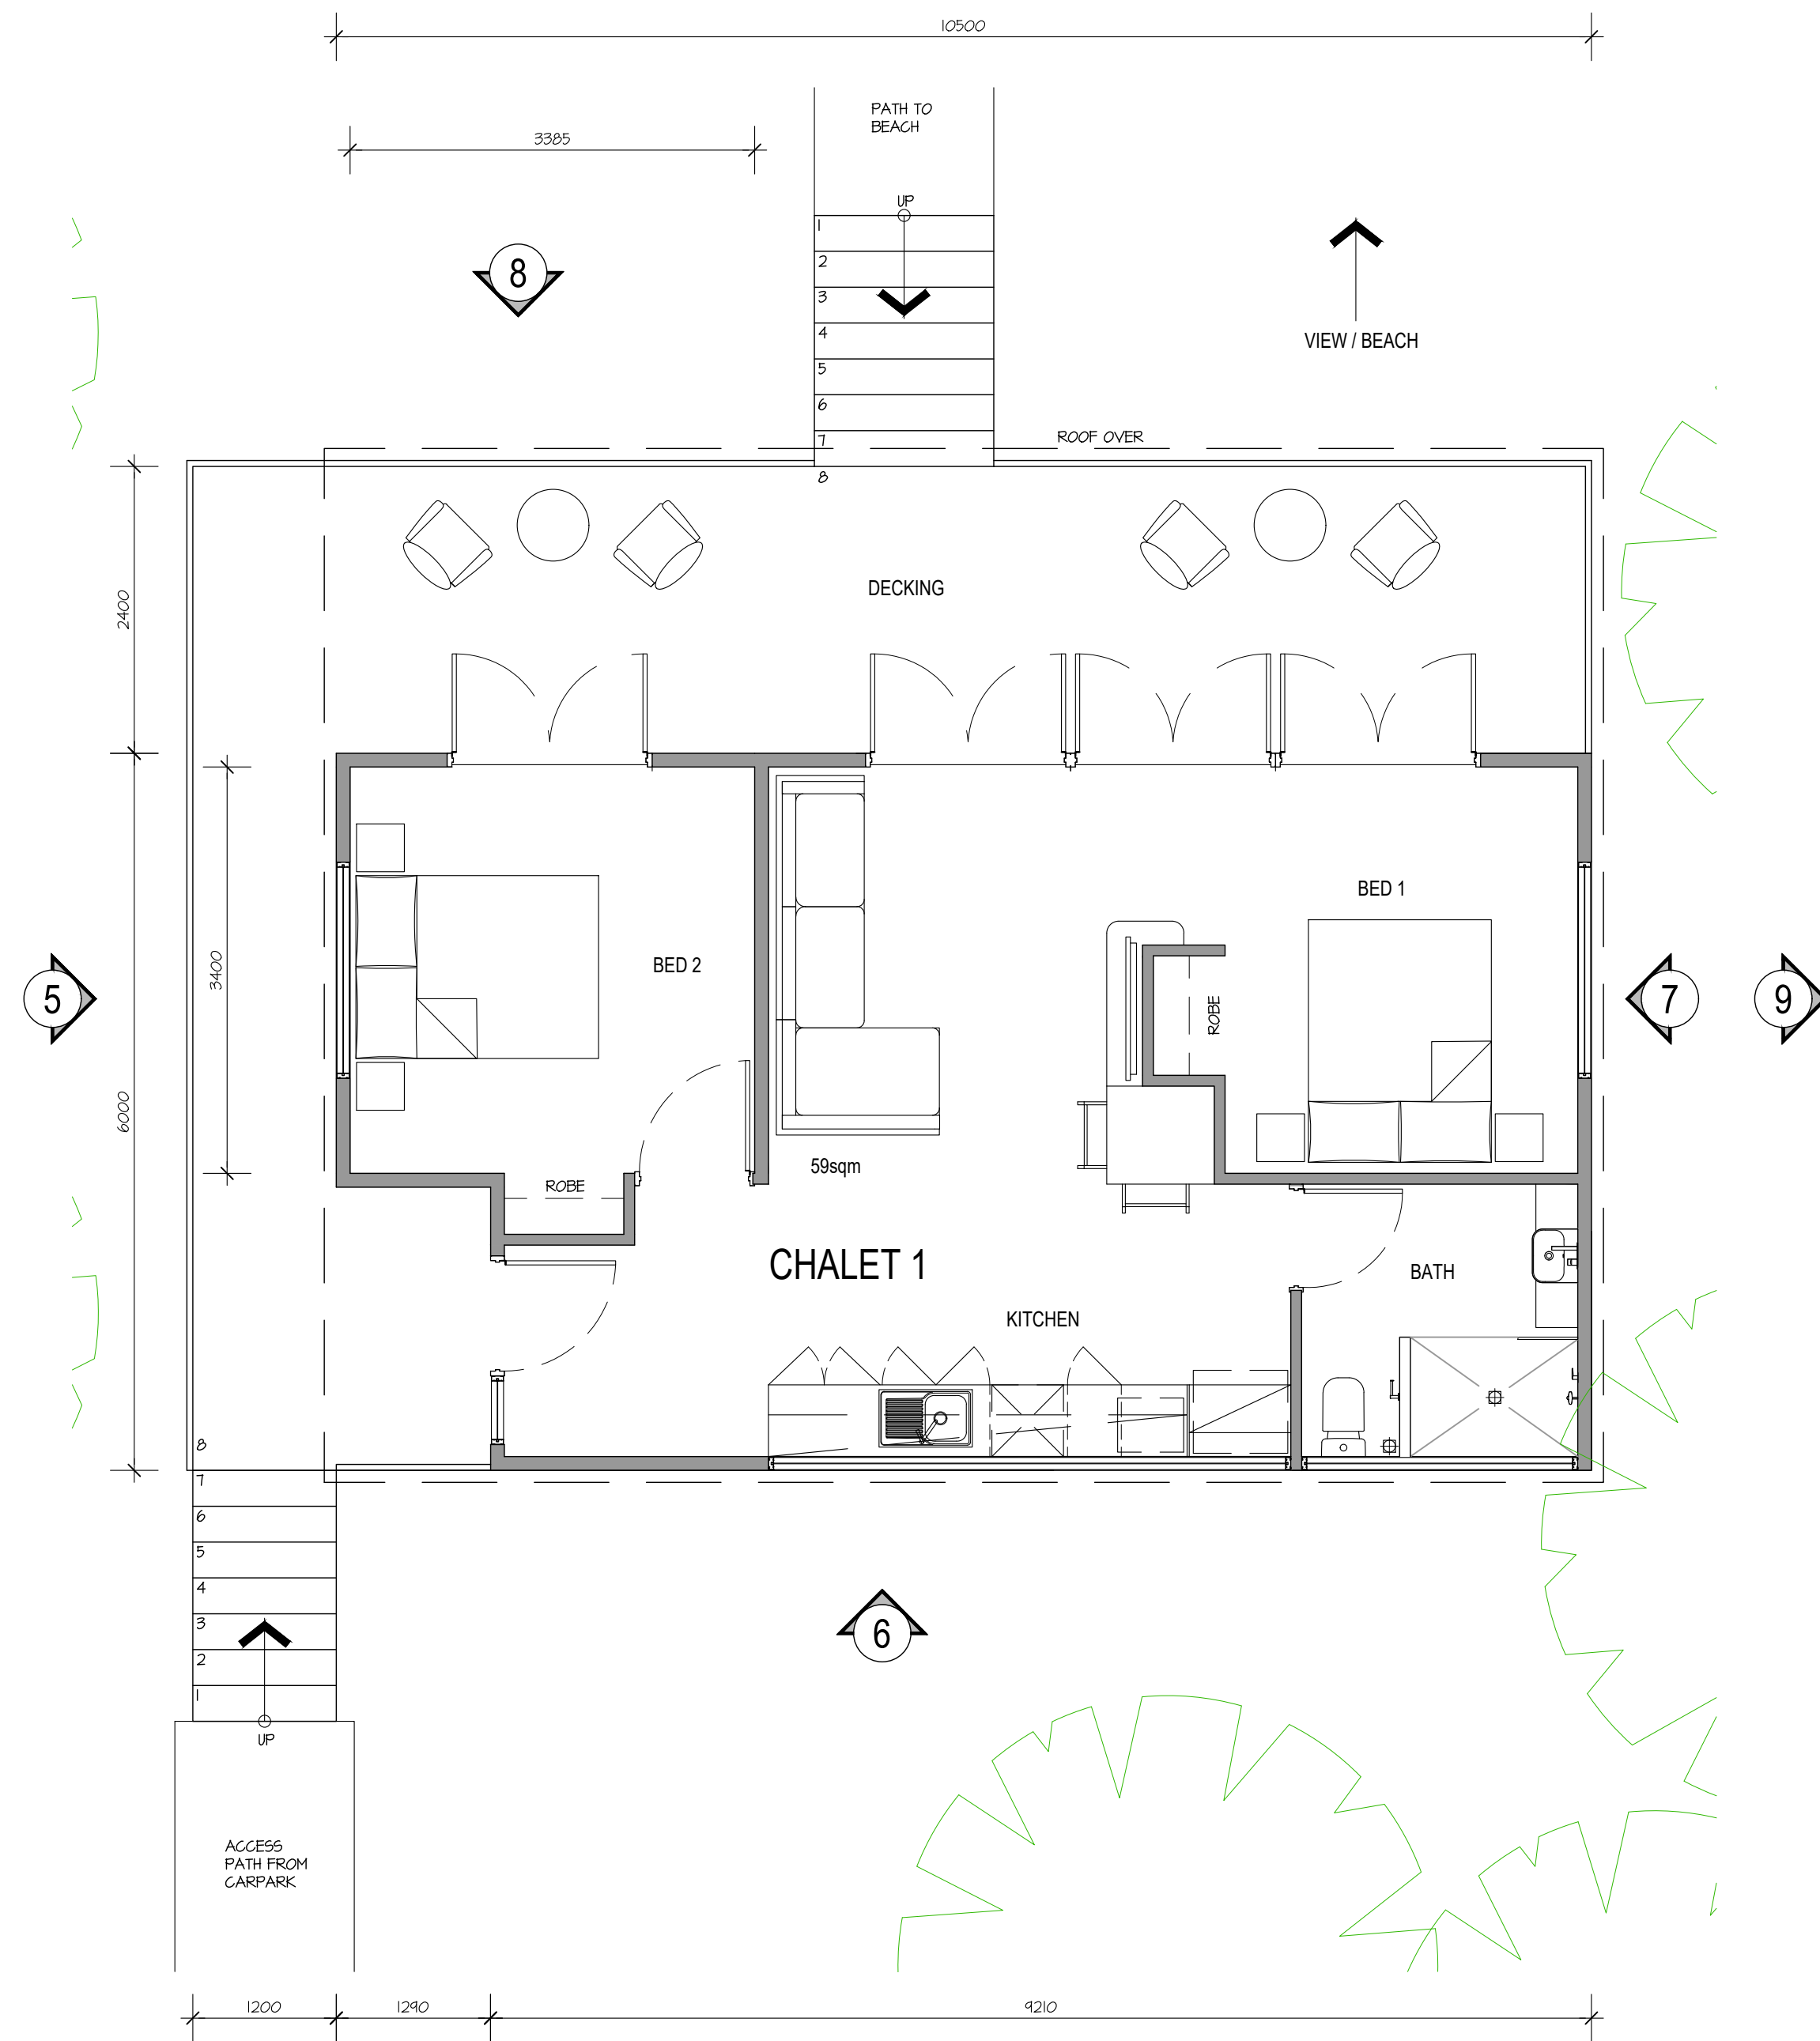 10500
PATH TO
BEACH
3385
UP
1
2
3
4
5
6
7
8
8
VIEW / BEACH
ROOF OVER
DECKING
2400
6000
3400
BED 2
BED 1
ROBE
5
7
9
59sqm
ROBE
CHALET 1
BATH
KITCHEN
8
7
6
5
4
3
2
1
UP
6
ACCESS
PATH FROM
CARPARK
1200
1290
9210